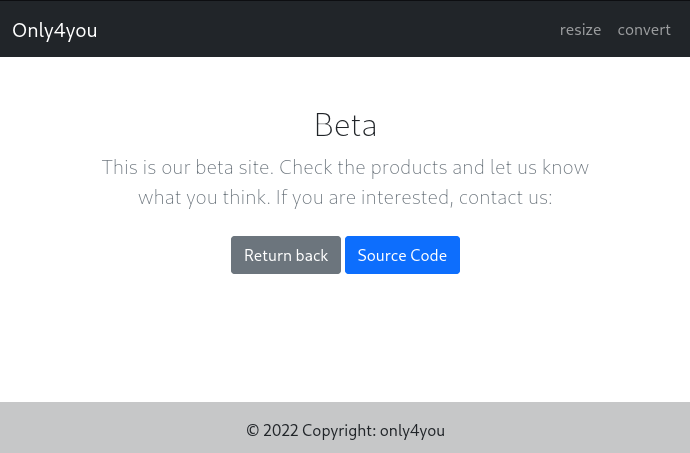 Only4you
resize
convert
Beta
This is our beta site. Check the products and let us know
what you think. If you are interested, contact us:
Return back
Source Code
© 2022 Copyright: only4you